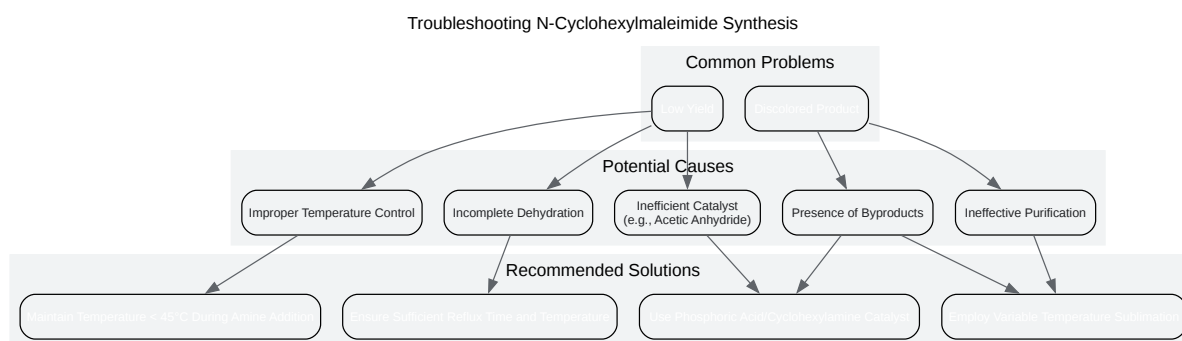 Troubleshooting N-Cyclohexylmaleimide Synthesis
Common Problems
Low Yield
Discolored Product
Potential Causes
Improper Temperature Control
Incomplete Dehydration
Inefficient Catalyst
(e.g., Acetic Anhydride)
Presence of Byproducts
Ineffective Purification
Recommended Solutions
Maintain Temperature < 45°C During Amine Addition
Ensure Sufficient Reflux Time and Temperature
Use Phosphoric Acid/Cyclohexylamine Catalyst
Employ Variable Temperature Sublimation